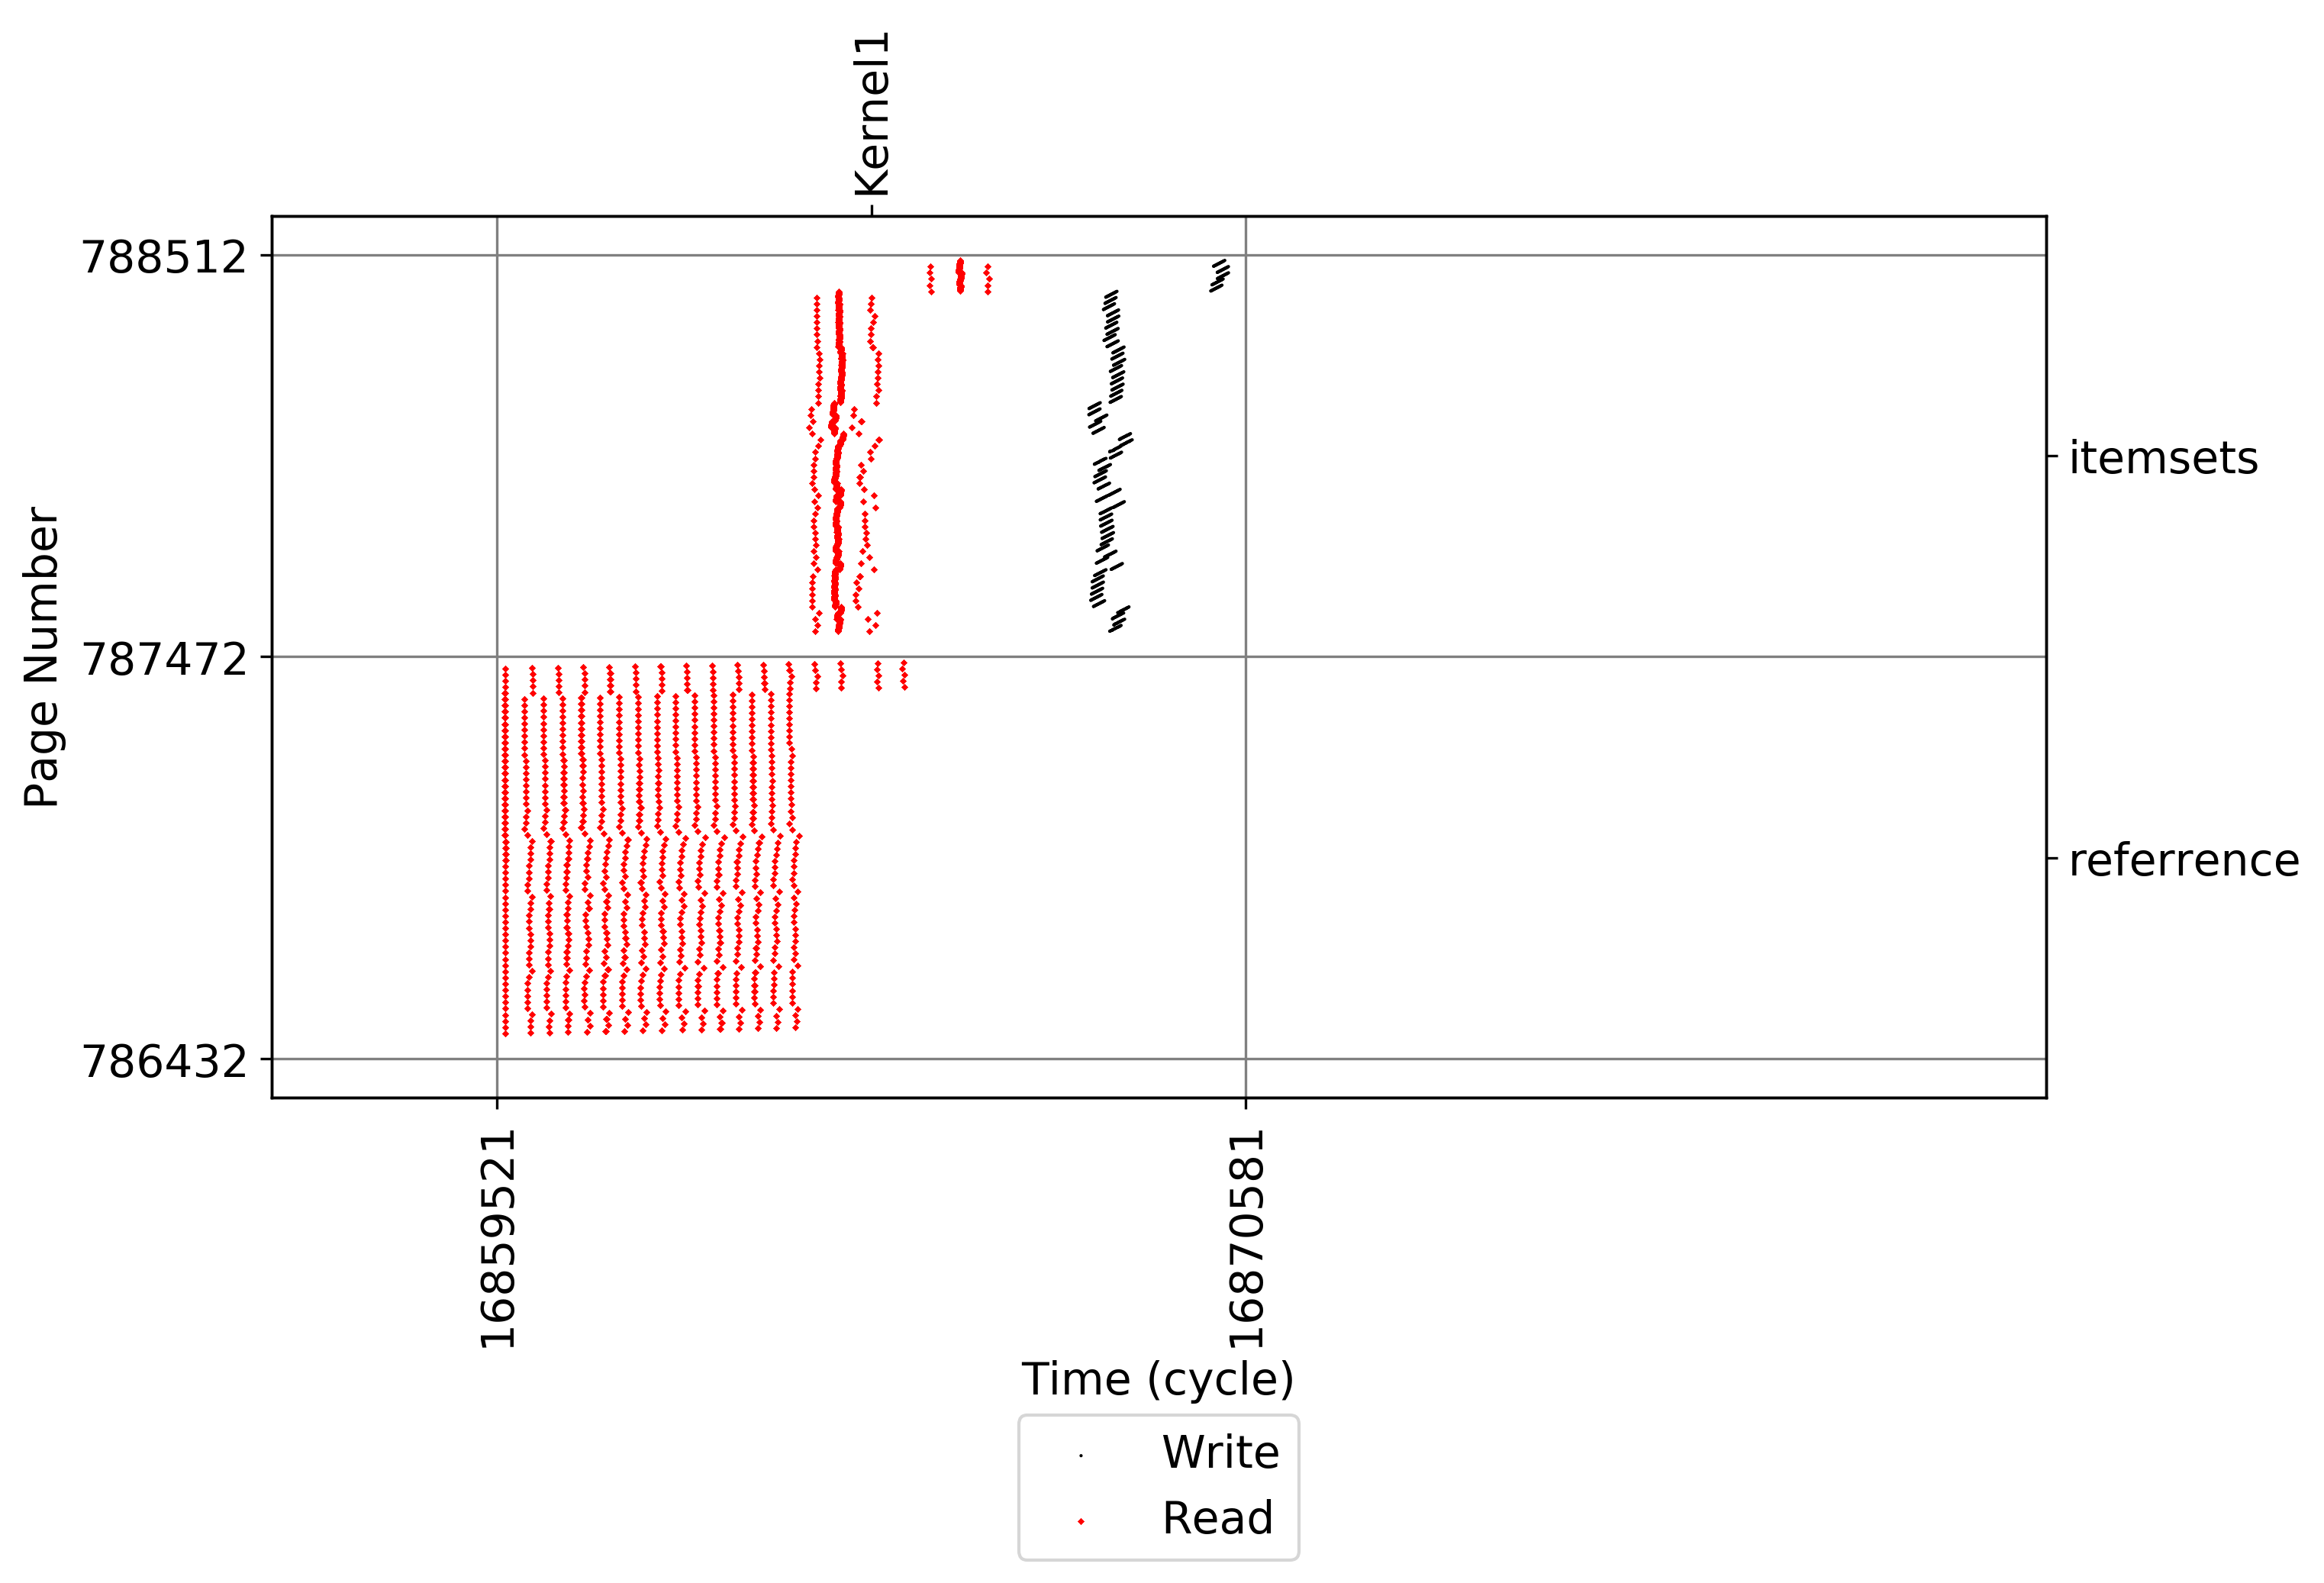 Kernel1
788512
787472
786432
Page Number
itemsets
referrence
16859521
16870581
Time (cycle)
Write
Read